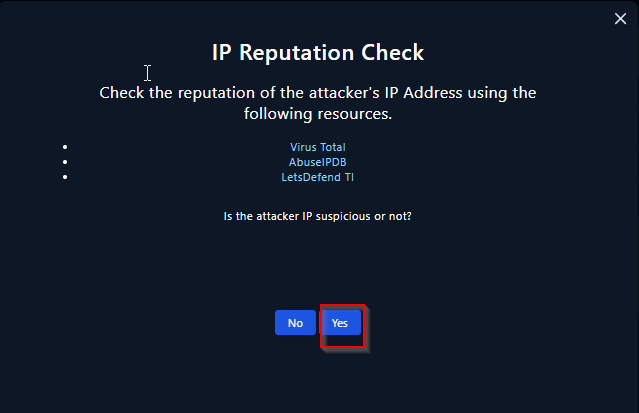 IP Reputation Check
Check the reputation of the attacker's IP Address using the
following resources.
Virus Total
AbuseIPDB
LetsDefend TI
Is the attacker IP suspicious or not?
No Yes